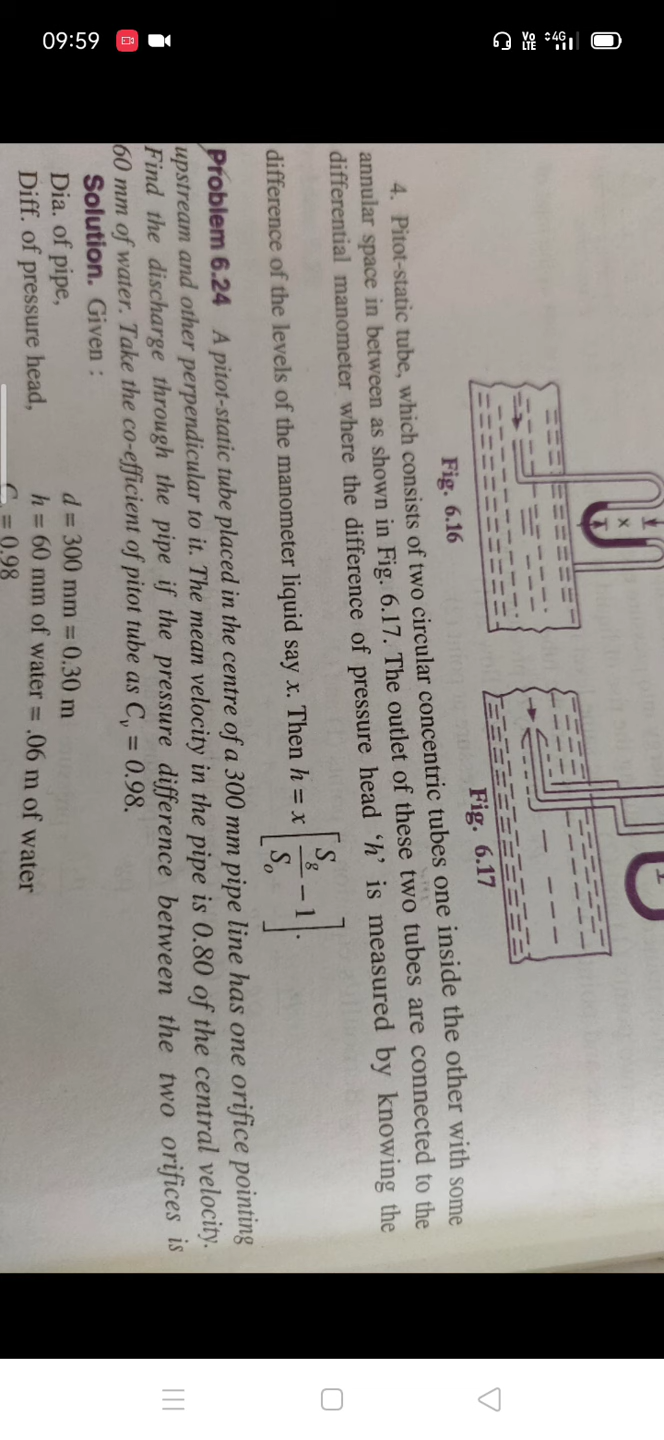 09:59
Vo
LTE
4G
x
Fig. 6.16
Fig. 6.17
4. Pitot-static tube, which consists of two circular concentric tubes one inside the other with some
annular space in between as shown in Fig. 6.17. The outlet of these two tubes are connected to the
differential manometer where the difference of pressure head ‘h’ is measured by knowing the
difference of the levels of the manometer liquid say x. Then h = x [S_g/S_o − 1].
Problem 6.24 A pitot-static tube placed in the centre of a 300 mm pipe line has one orifice pointing
upstream and other perpendicular to it. The mean velocity in the pipe is 0.80 of the central velocity.
Find the discharge through the pipe if the pressure difference between the two orifices is
60 mm of water. Take the co-efficient of pitot tube as C_v = 0.98.
Solution. Given :
Dia. of pipe, d = 300 mm = 0.30 m
Diff. of pressure head, h = 60 mm of water = .06 m of water
= 0.98